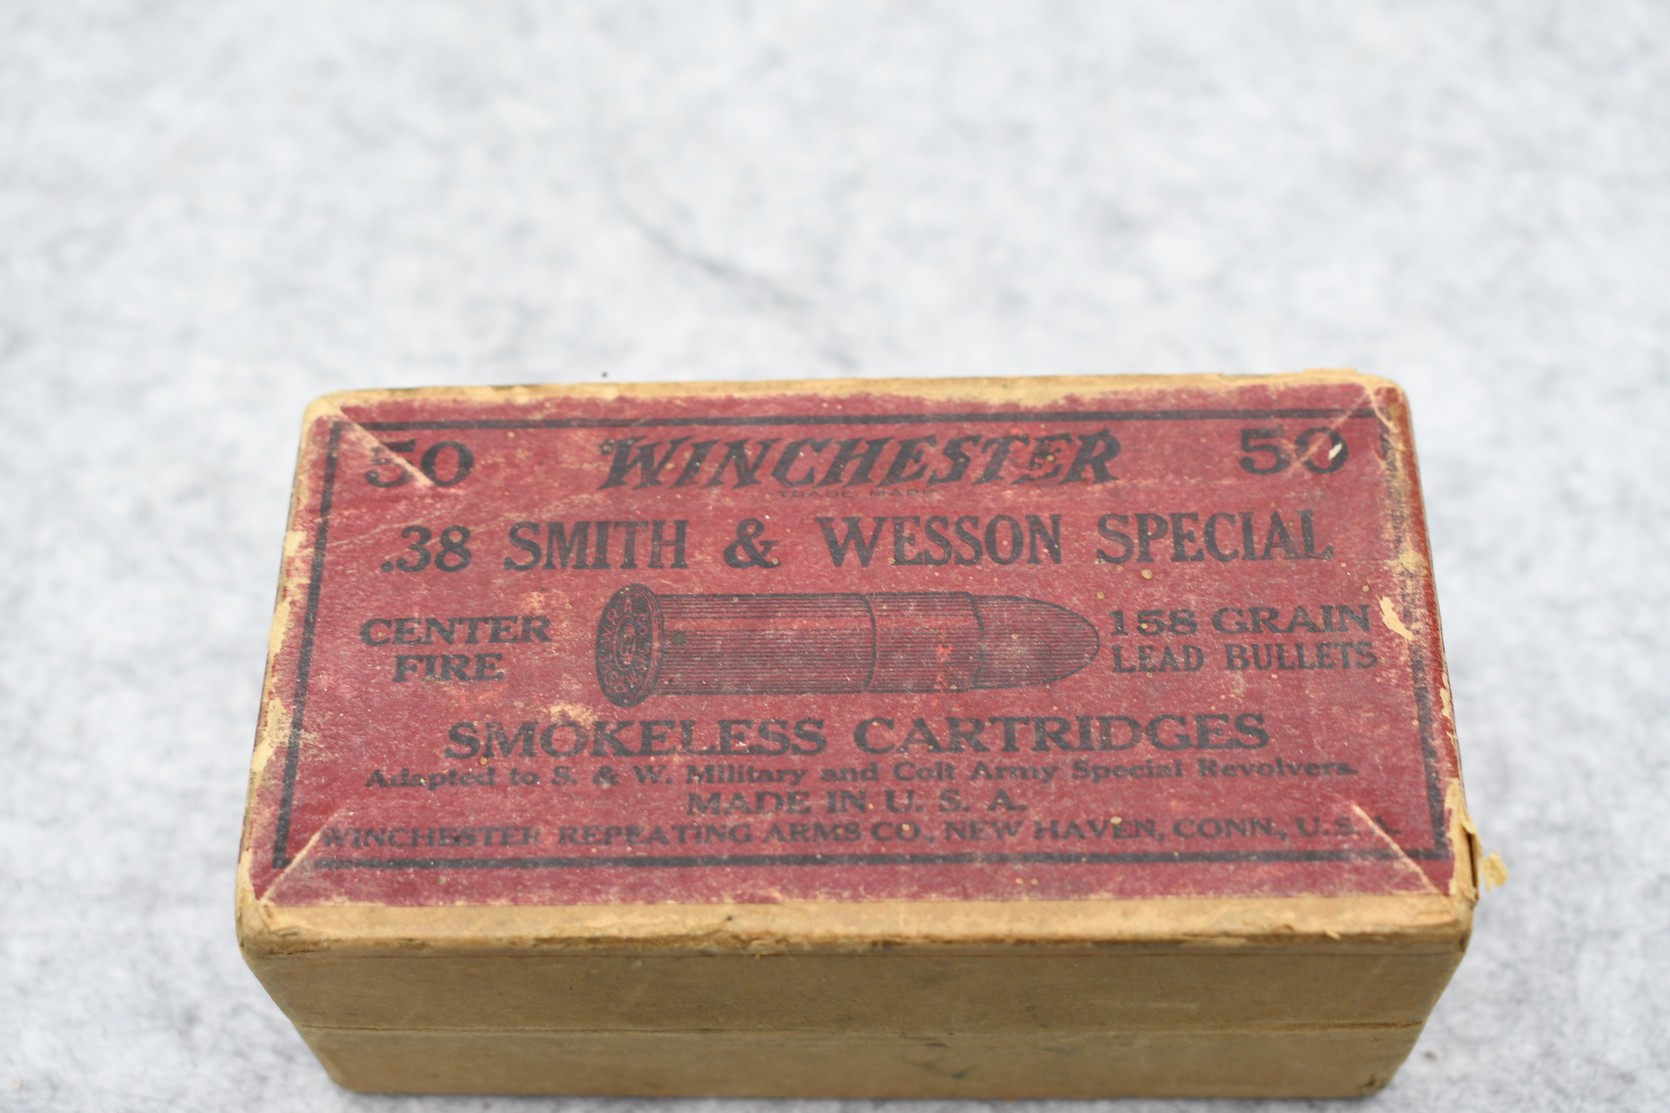 50 WINCHESTER 50
TRADE MARK
.38 SMITH & WESSON SPECIAL
CENTER FIRE
158 GRAIN LEAD BULLETS
SMOKELESS CARTRIDGES
Adapted to S. & W. Military and Colt Army Special Revolvers.
MADE IN U. S. A.
WINCHESTER REPEATING ARMS CO., NEW HAVEN, CONN., U.S.A.